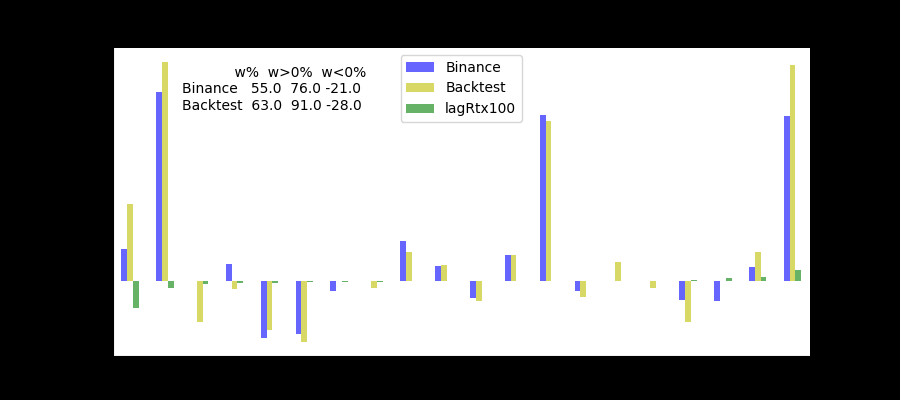 w%  w>0%  w<0%
Binance   55.0  76.0 -21.0
Backtest  63.0  91.0 -28.0
Binance
Backtest
lagRtx100